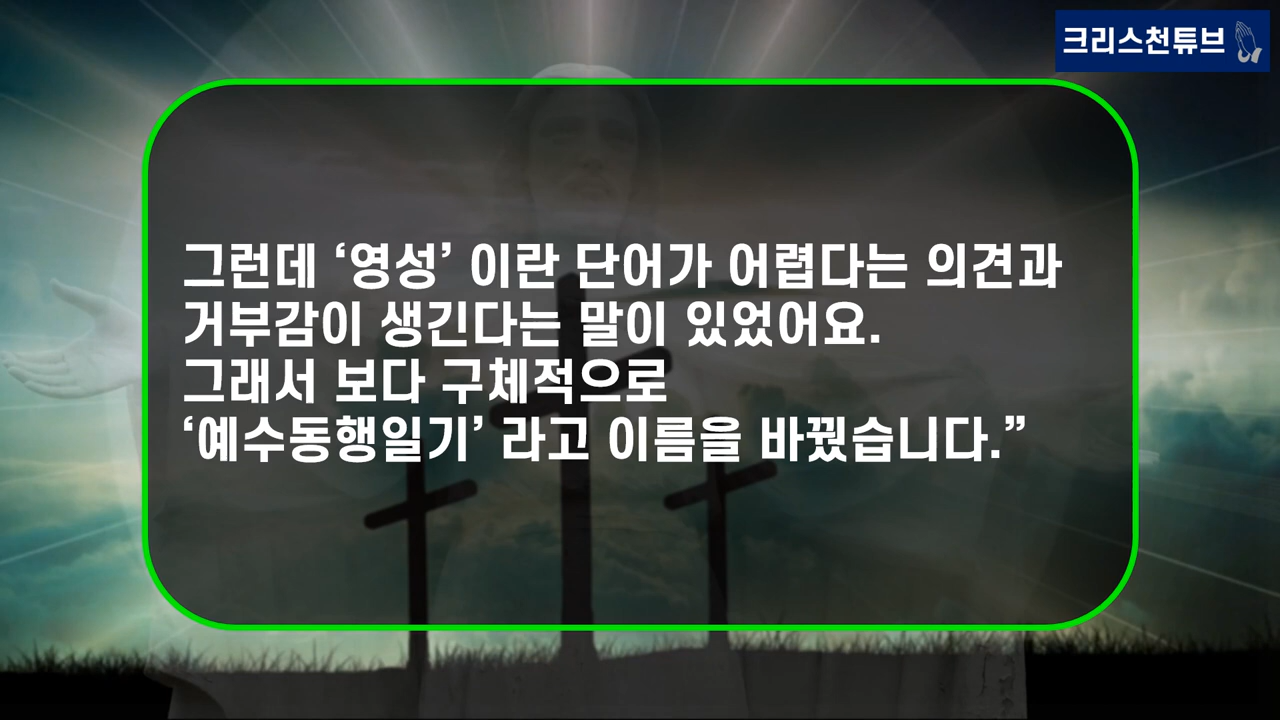 크리스천튜브
그런데 ‘영성’ 이란 단어가 어렵다는 의견과
거부감이 생긴다는 말이 있었어요.
그래서 보다 구체적으로
‘예수동행일기’ 라고 이름을 바꿨습니다.”